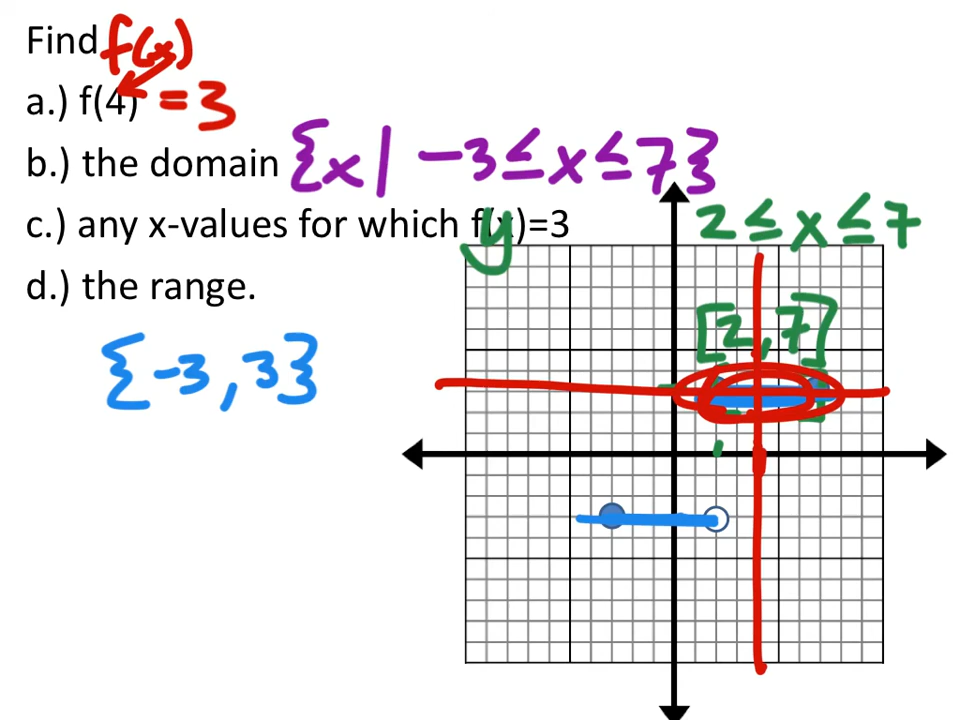 Find f(x)
a.) f(4) = 3
b.) the domain {x | -3 ≤ x ≤ 7}
c.) any x-values for which f(x)=3
y
2 ≤ x ≤ 7
d.) the range.
[2, 7]
{-3, 3}